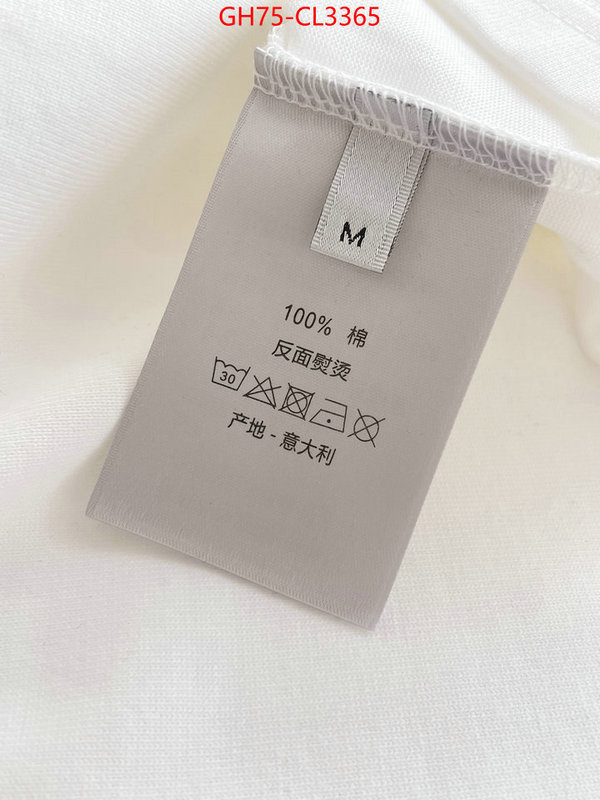 GH75-CL3365
M
100% 棉
反面熨烫
30
产地 - 意大利